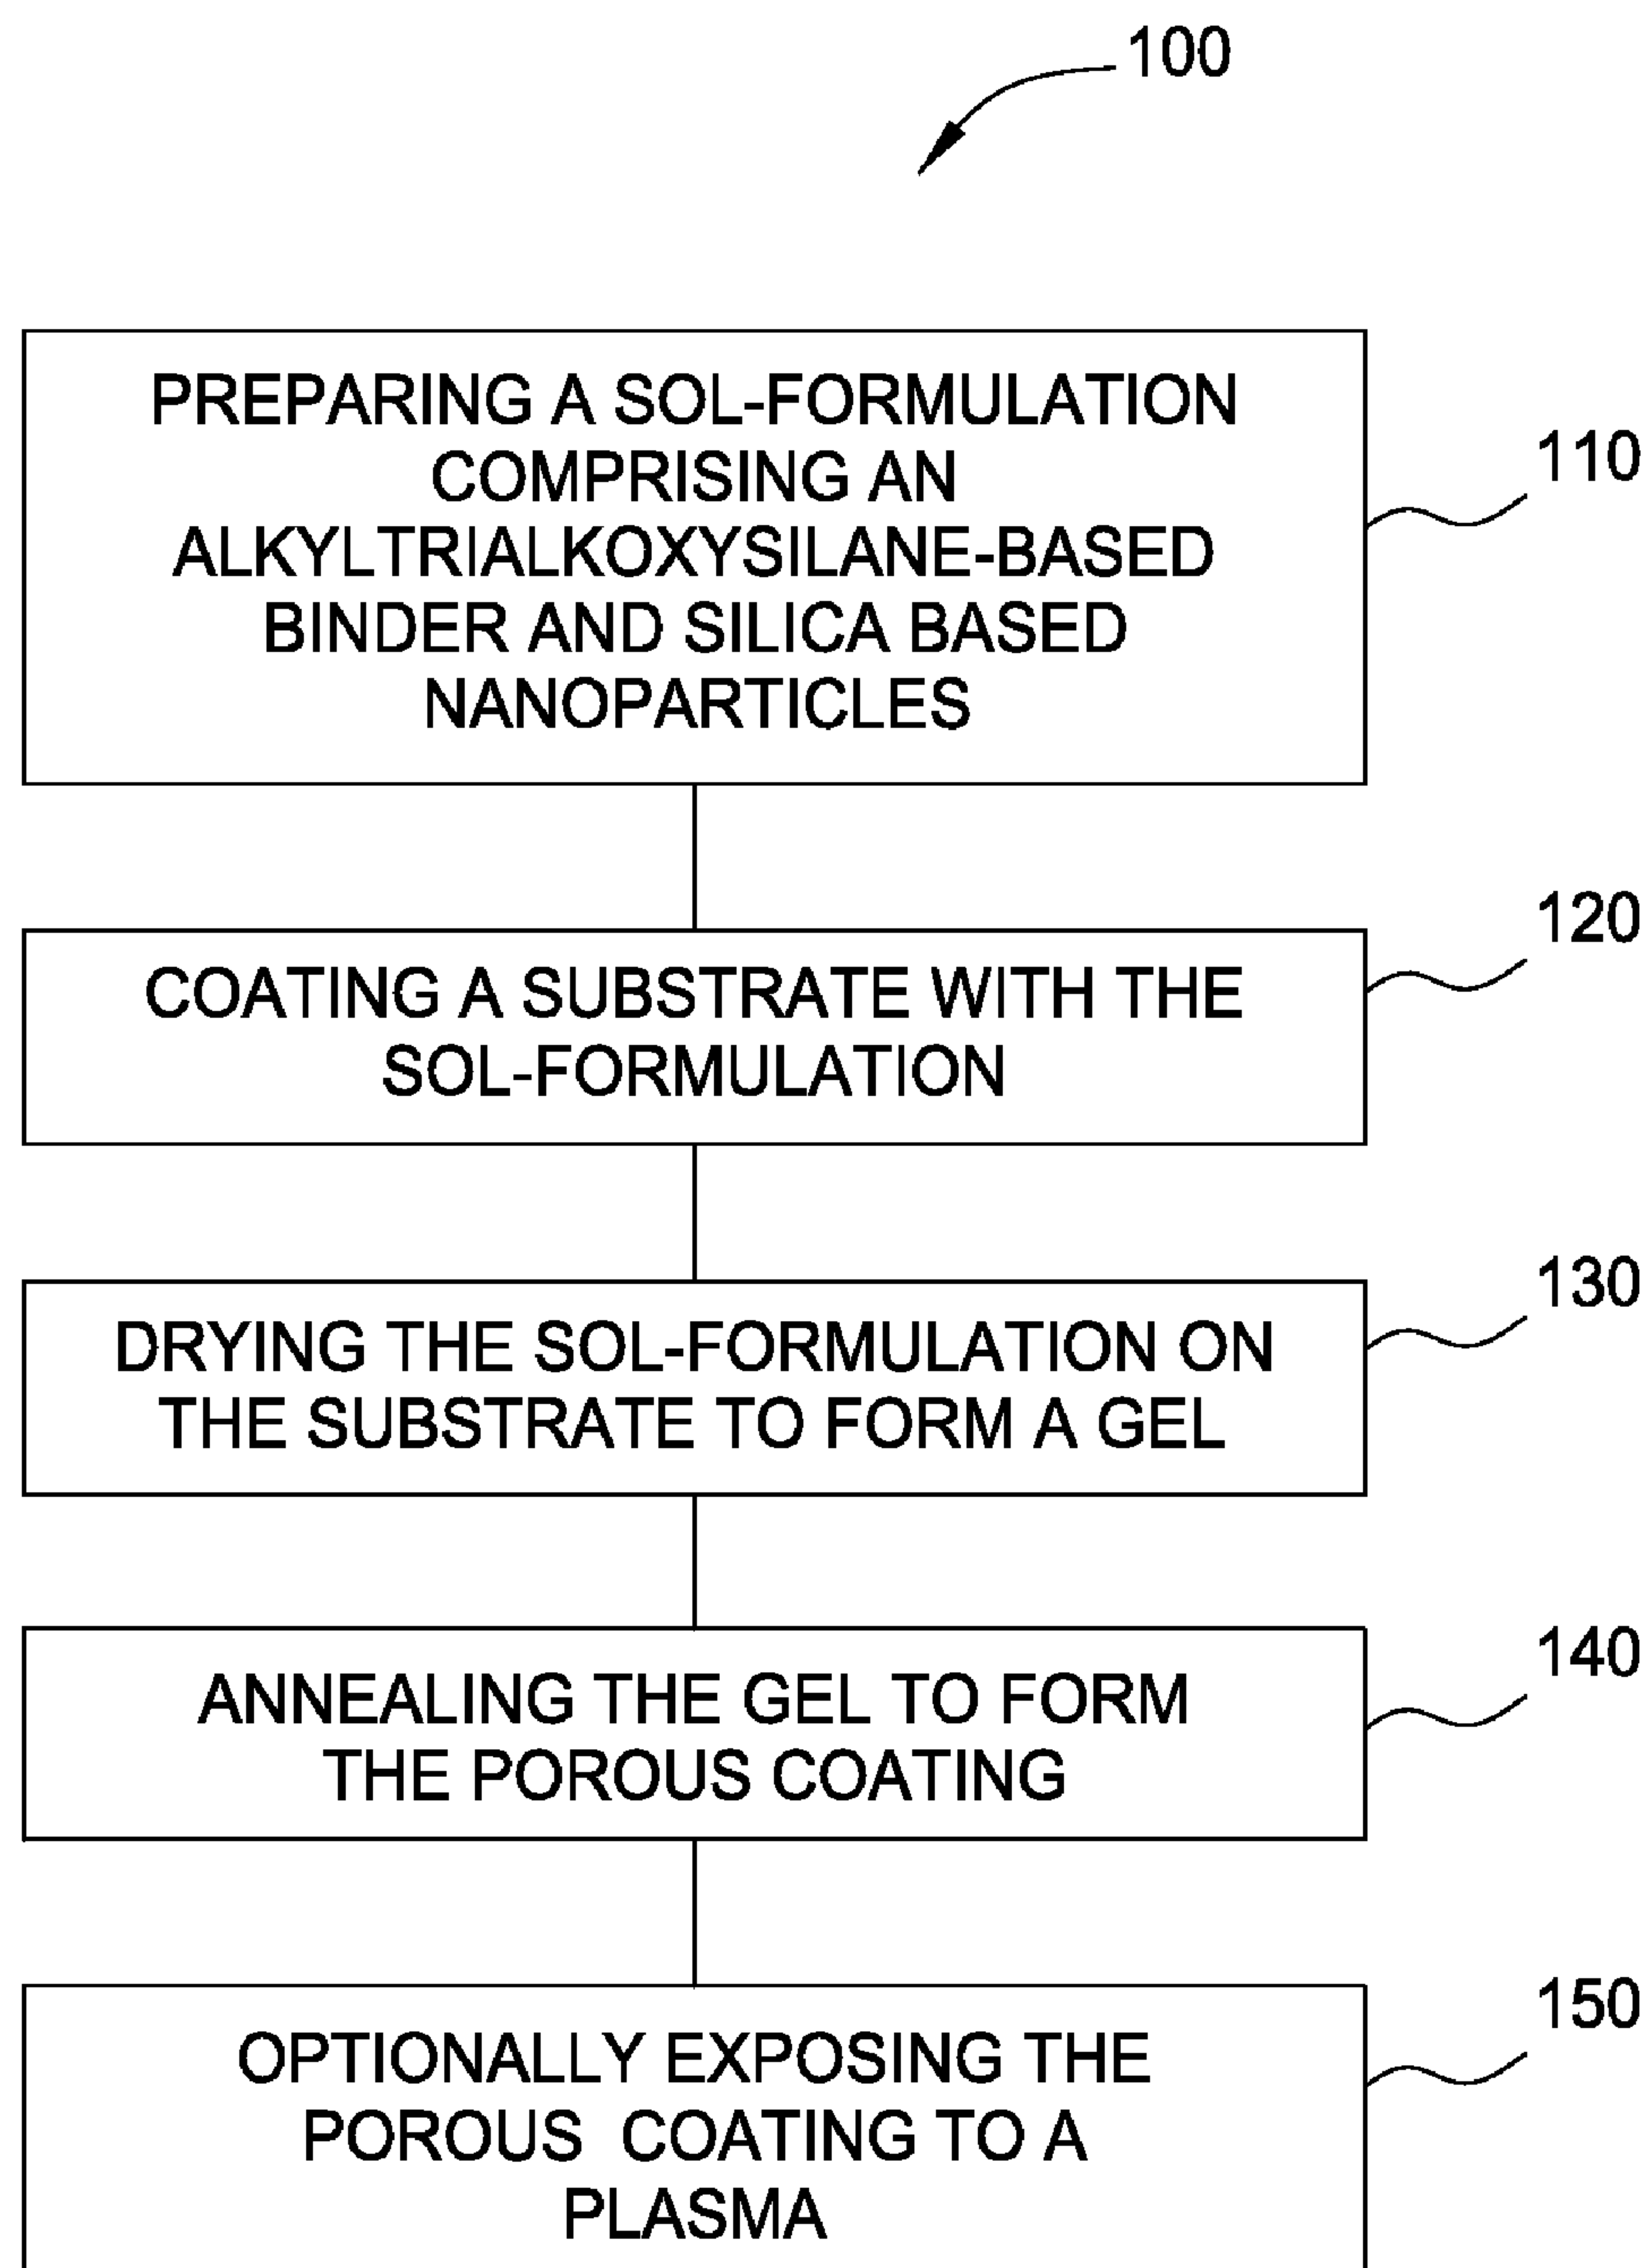 100
PREPARING A SOL-FORMULATION
COMPRISING AN
ALKYLTRIALKOXYSILANE-BASED
BINDER AND SILICA BASED
NANOPARTICLES
110
COATING A SUBSTRATE WITH THE
SOL-FORMULATION
120
DRYING THE SOL-FORMULATION ON
THE SUBSTRATE TO FORM A GEL
130
ANNEALING THE GEL TO FORM
THE POROUS COATING
140
OPTIONALLY EXPOSING THE
POROUS COATING TO A
PLASMA
150